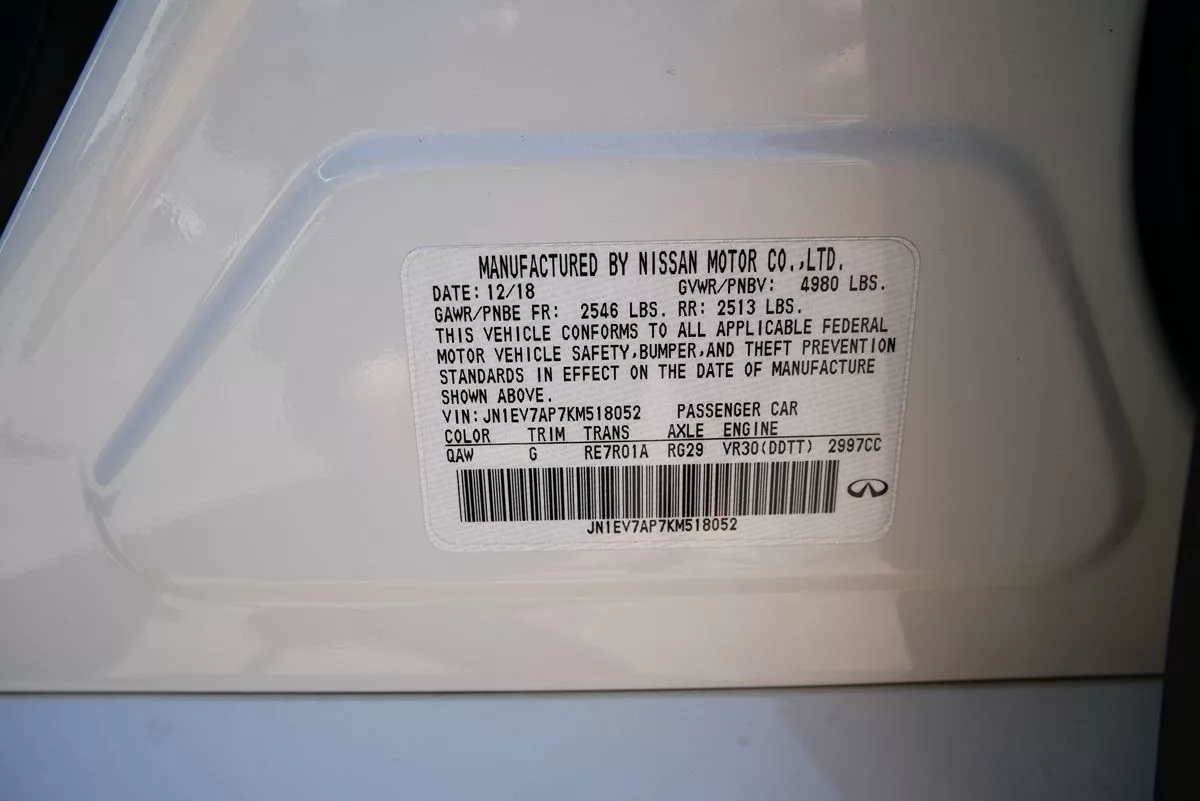 MANUFACTURED BY NISSAN MOTOR CO.,LTD.
DATE: 12/18 GVWR/PNBV: 4980 LBS.
GAWR/PNBE FR: 2546 LBS. RR: 2513 LBS.
THIS VEHICLE CONFORMS TO ALL APPLICABLE FEDERAL
MOTOR VEHICLE SAFETY,BUMPER,AND THEFT PREVENTION
STANDARDS IN EFFECT ON THE DATE OF MANUFACTURE
SHOWN ABOVE.
VIN: JN1EV7AP7KM518052 PASSENGER CAR
COLOR TRIM TRANS AXLE ENGINE
QAW G RE7R01A RG29 VR30(DDTT) 2997CC
JN1EV7AP7KM518052